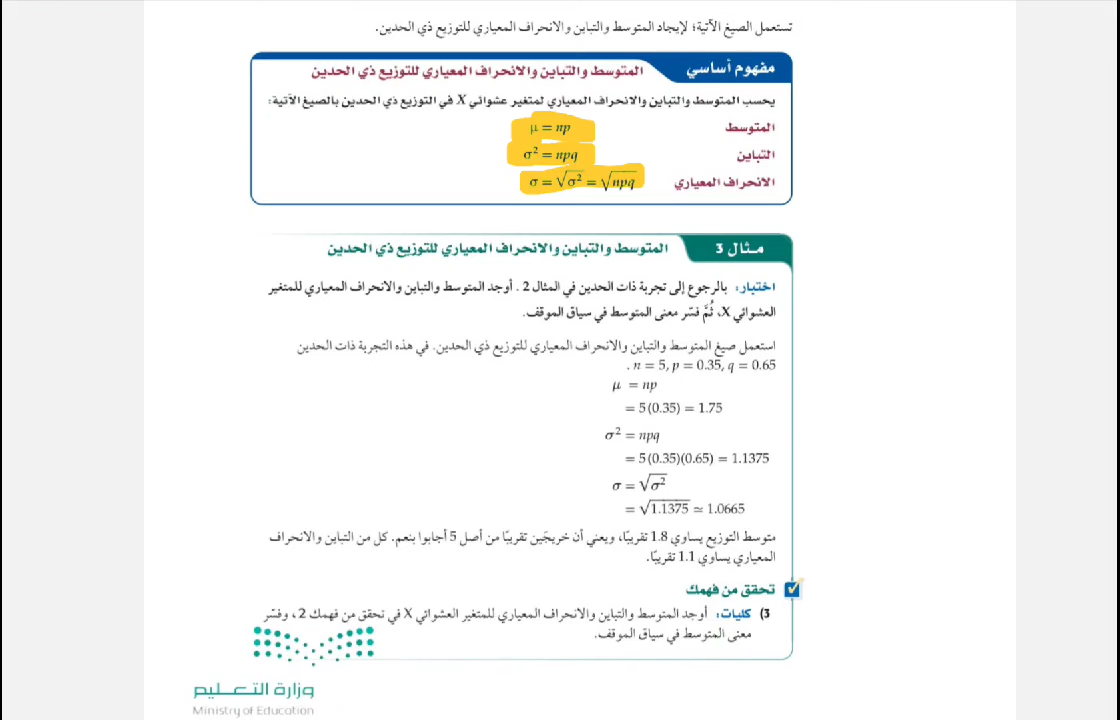 تستعمل الصيغ الآتية؛ لإيجاد المتوسط والتباين والانحراف المعياري للتوزيع ذي الحدين.
مفهوم أساسي المتوسط والتباين والانحراف المعياري للتوزيع ذي الحدين
يحسب المتوسط والتباين والانحراف المعياري لمتغير عشوائي X في التوزيع ذي الحدين بالصيغ الآتية:
المتوسط μ = np
التباين σ² = npq
الانحراف المعياري σ = √σ² = √npq
مـثال 3 المتوسط والتباين والانحراف المعياري للتوزيع ذي الحدين
اختبار: بالرجوع إلى تجربة ذات الحدين في المثال 2 . أوجد المتوسط والتباين والانحراف المعياري للمتغير
العشوائي X، ثُمَّ فسّر معنى المتوسط في سياق الموقف.
استعمل صيغ المتوسط والتباين والانحراف المعياري للتوزيع ذي الحدين. في هذه التجربة ذات الحدين
n = 5, p = 0.35, q = 0.65 .
μ = np
= 5(0.35) = 1.75
σ² = npq
= 5(0.35)(0.65) = 1.1375
σ = √σ²
= √1.1375 ≃ 1.0665
متوسط التوزيع يساوي 1.8 تقريبًا، ويعني أن خريجَين تقريبًا من أصل 5 أجابوا بنعم. كل من التباين والانحراف
المعياري يساوي 1.1 تقريبًا.
تحقق من فهمك
3) كليات: أوجد المتوسط والتباين والانحراف المعياري للمتغير العشوائي X في تحقق من فهمك 2 ، وفسّر
معنى المتوسط في سياق الموقف.
وزارة التـعـليم
Ministry of Education